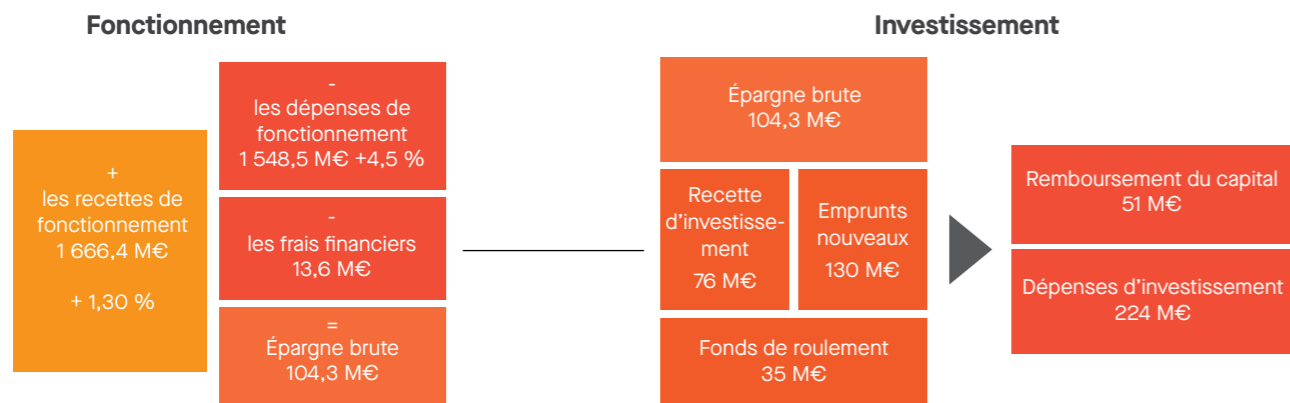 Fonctionnement
+
les recettes de
fonctionnement
1 666,4 M€
+ 1,30 %
-
les dépenses de
fonctionnement
1 548,5 M€ +4,5 %
-
les frais financiers
13,6 M€
=
Épargne brute
104,3 M€
Investissement
Épargne brute
104,3 M€
Recette
d’investisse-
ment
76 M€
Emprunts
nouveaux
130 M€
Fonds de roulement
35 M€
Remboursement du capital
51 M€
Dépenses d’investissement
224 M€